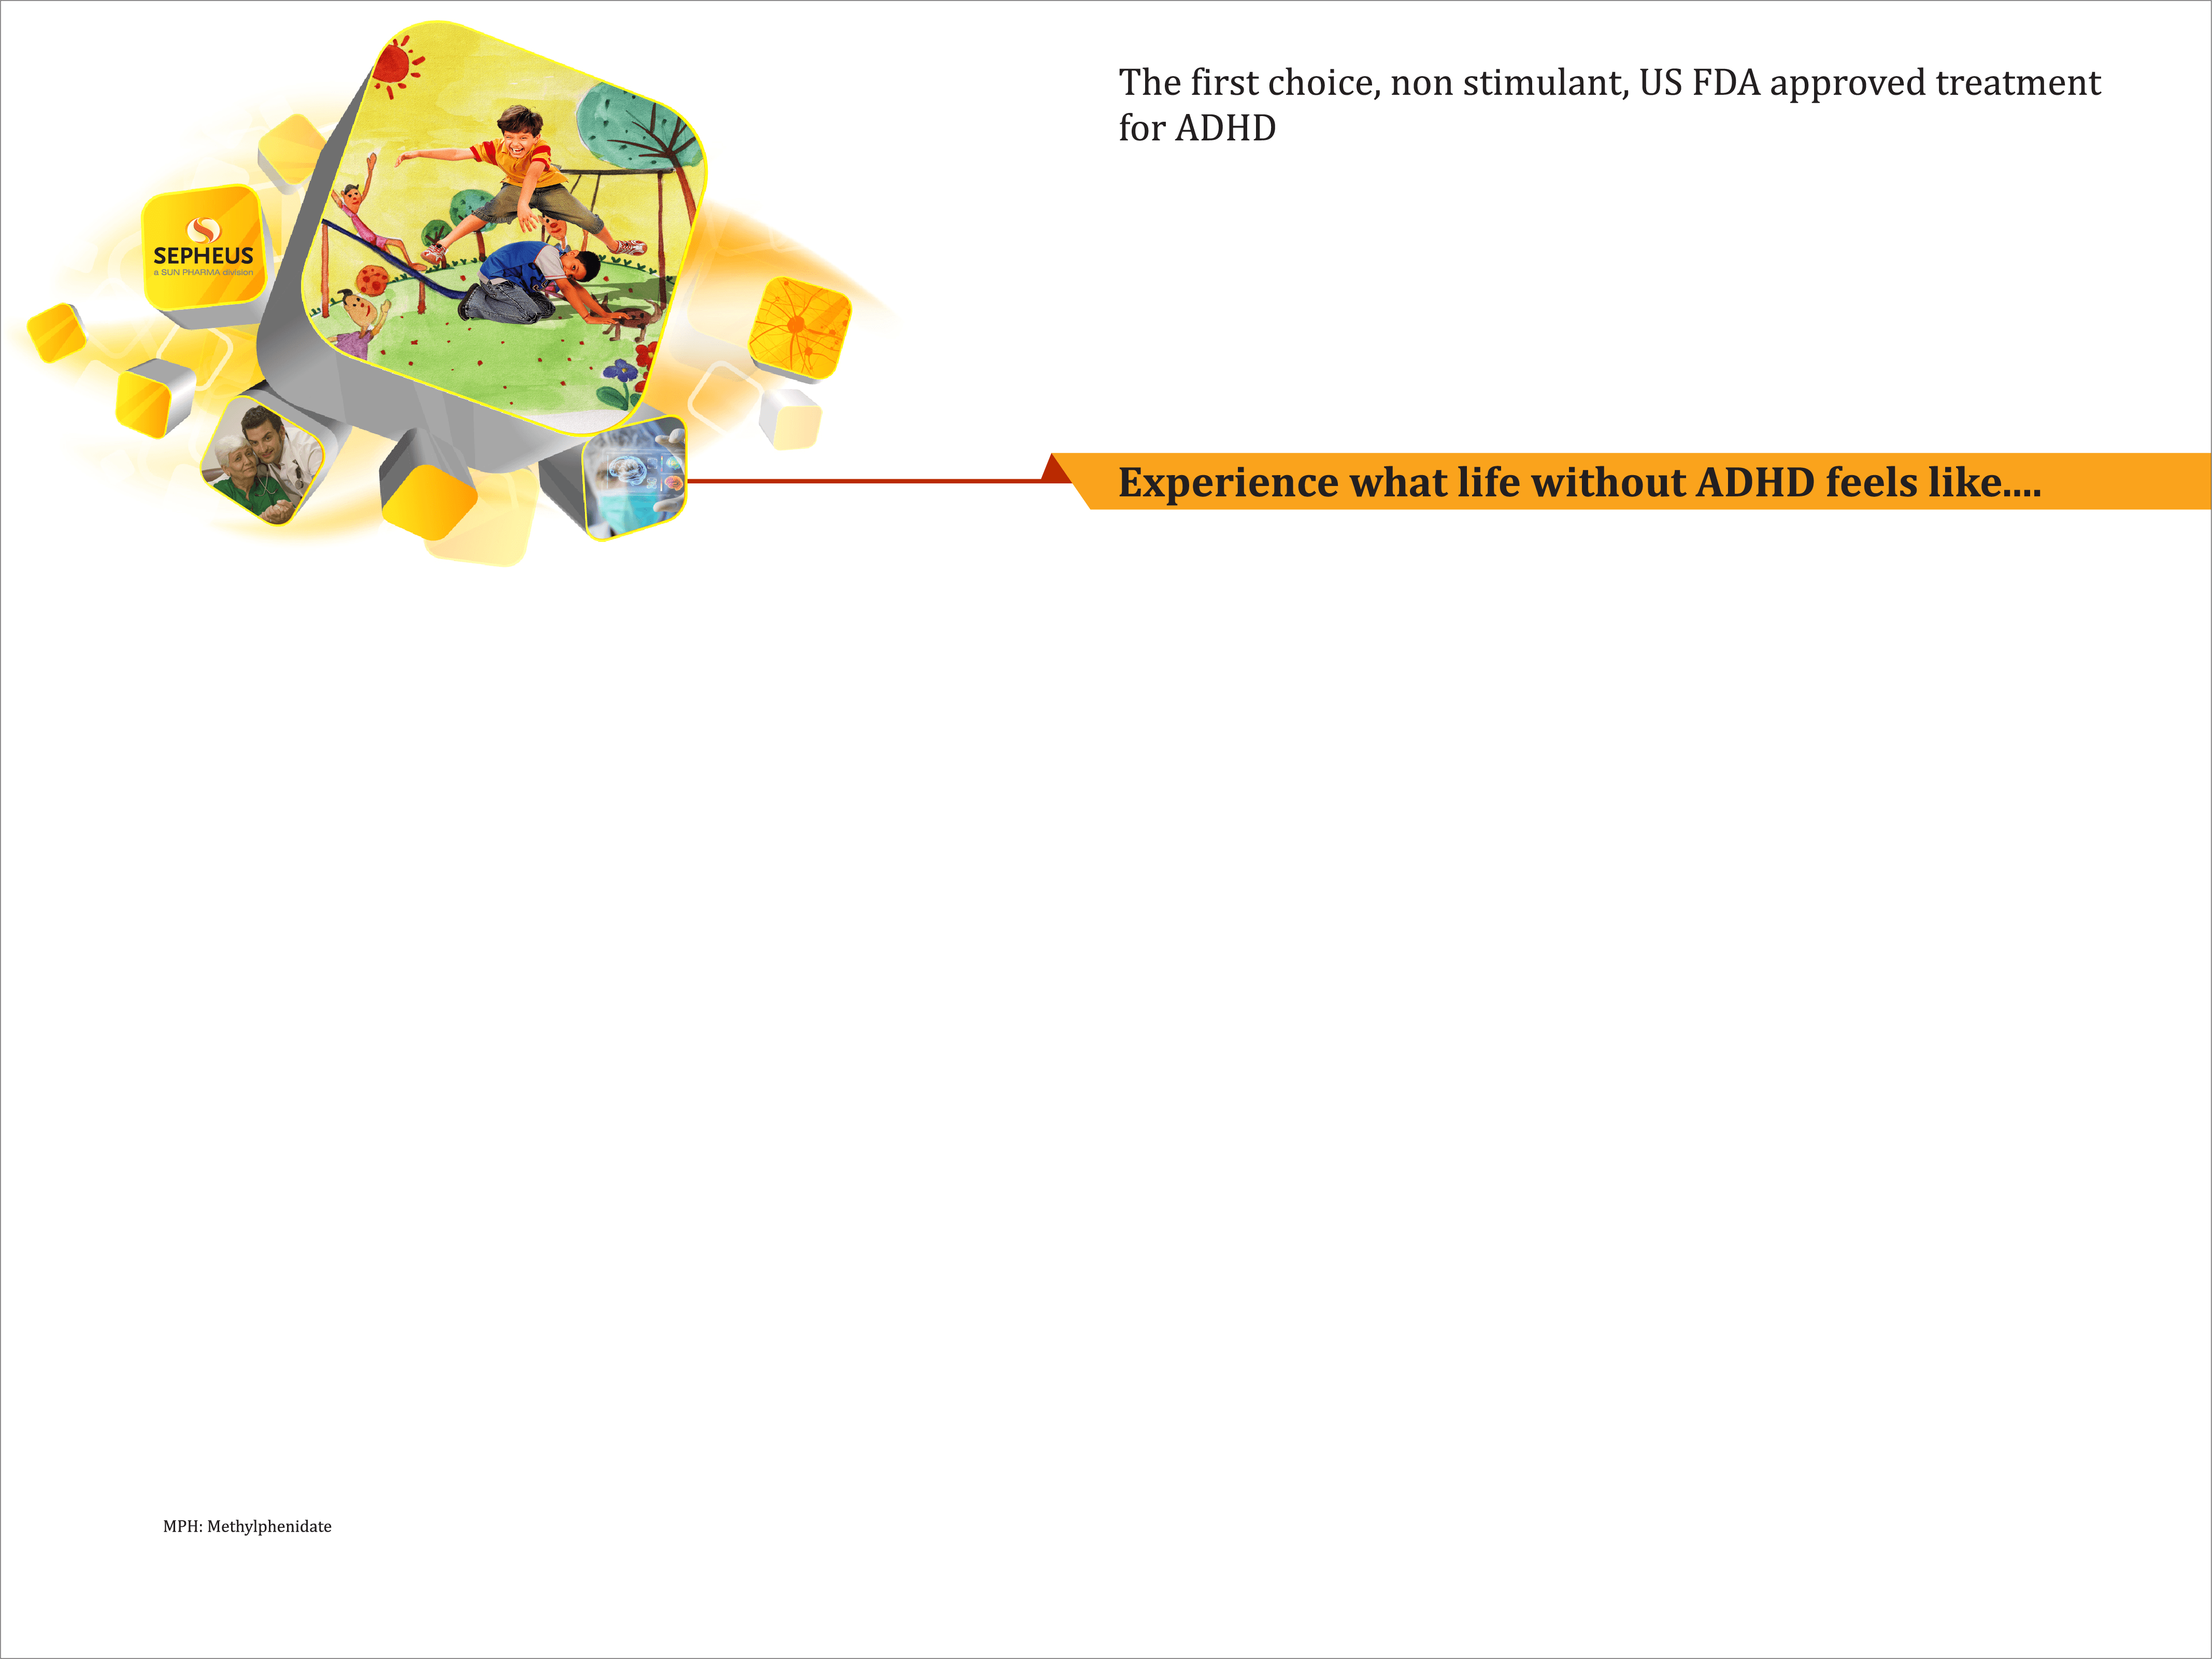 SEPHEUS
a SUN PHARMA division
The first choice, non stimulant, US FDA approved treatment
for ADHD
Experience what life without ADHD feels like....
MPH: Methylphenidate